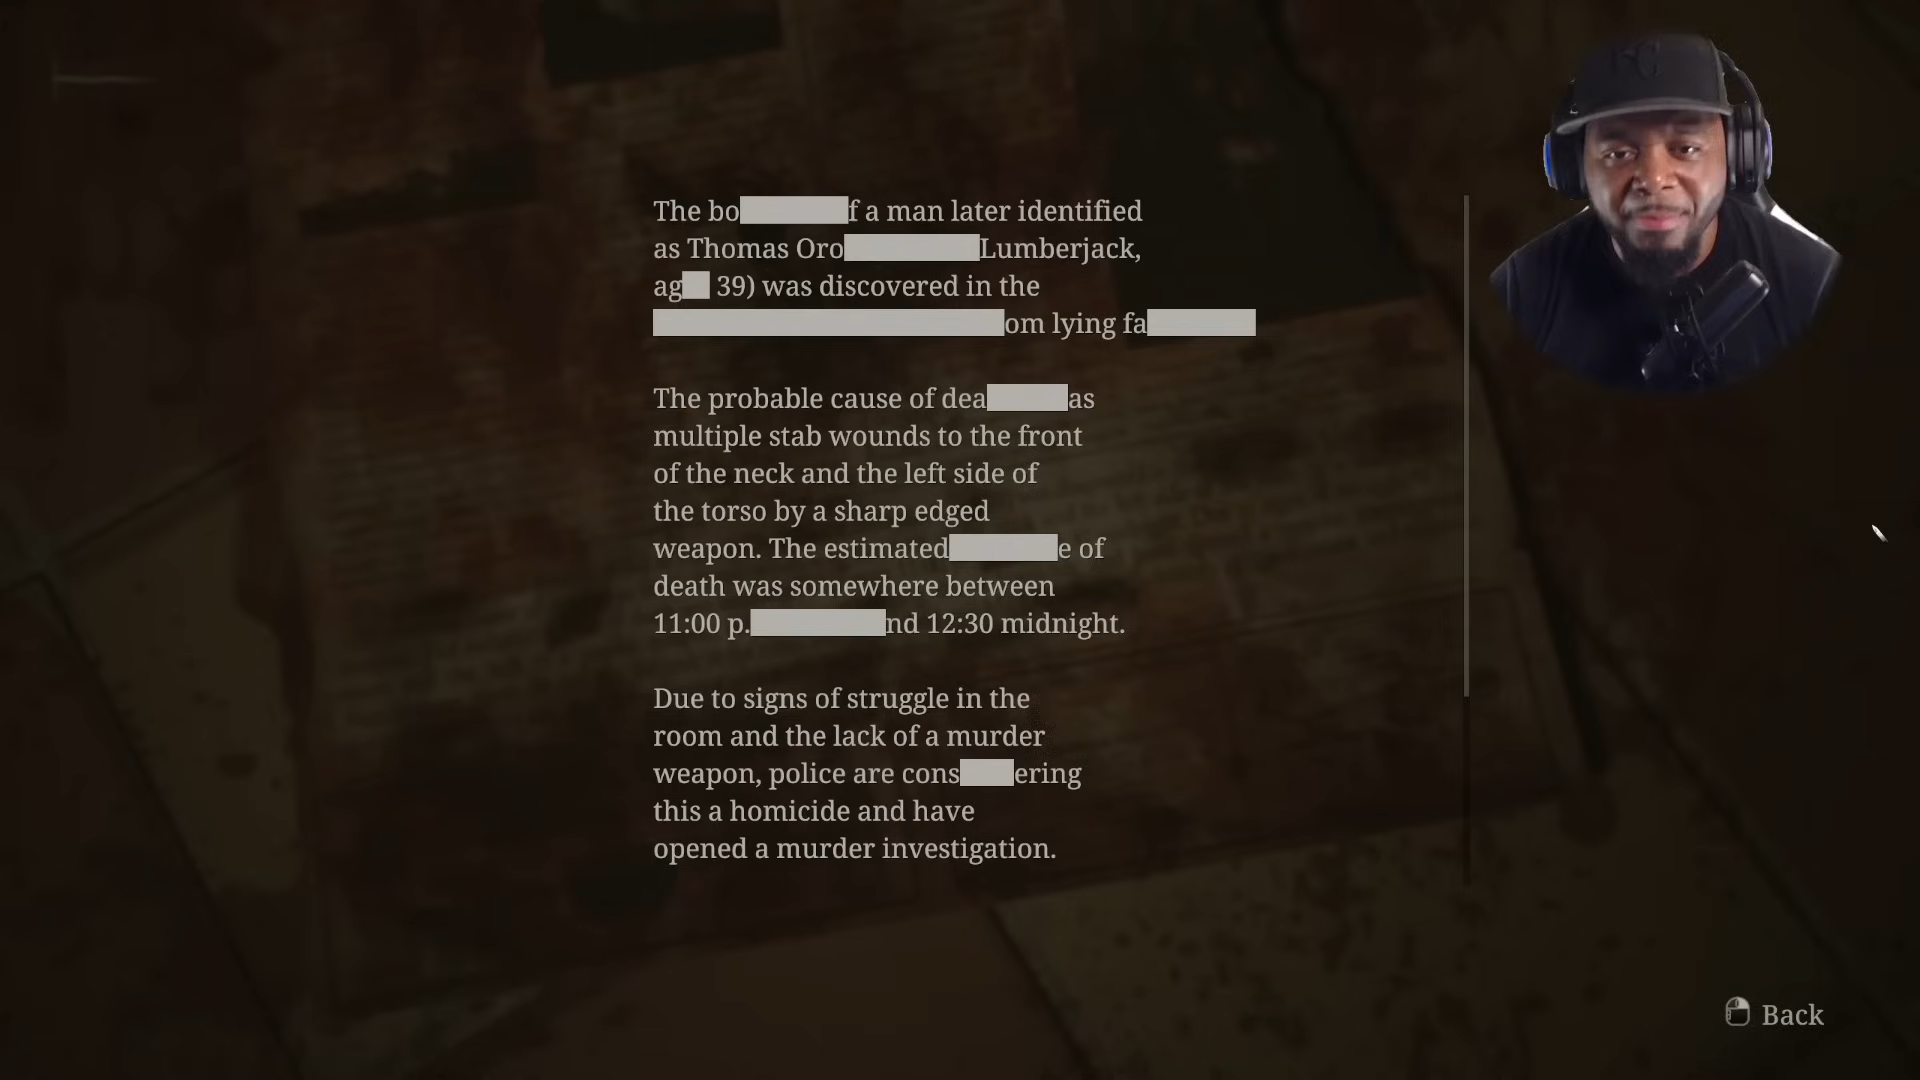 The bo f a man later identified
as Thomas Oro Lumberjack,
ag 39) was discovered in the
om lying fa
The probable cause of dea as
multiple stab wounds to the front
of the neck and the left side of
the torso by a sharp edged
weapon. The estimated e of
death was somewhere between
11:00 p. nd 12:30 midnight.
Due to signs of struggle in the
room and the lack of a murder
weapon, police are cons ering
this a homicide and have
opened a murder investigation.
KC
Back